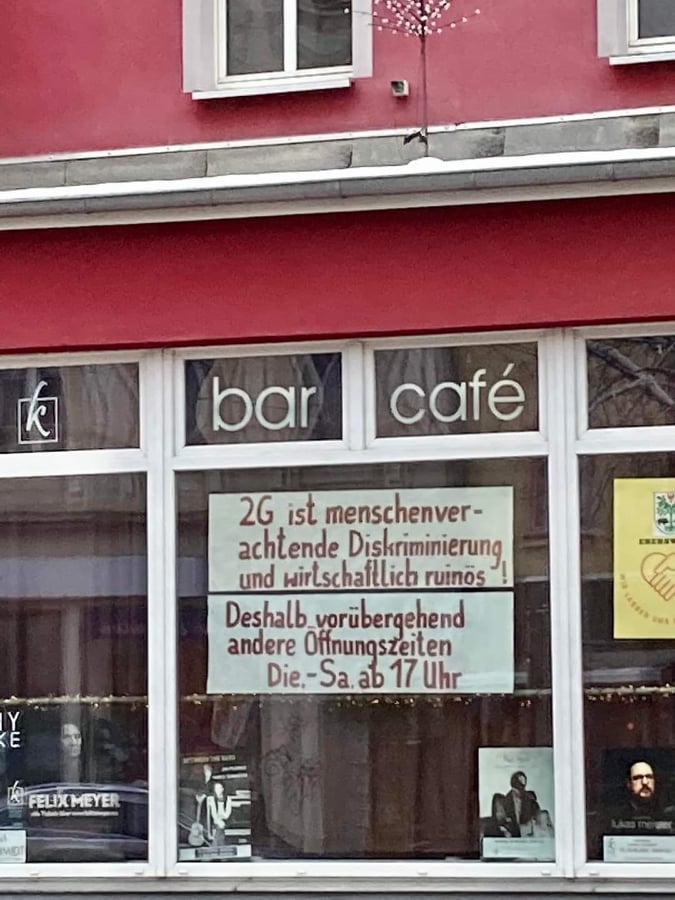 k
bar café
2G ist menschenver-
achtende Diskriminierung
und wirtschaftlich ruinös !
Deshalb vorübergehend
andere Öffnungszeiten
Die.-Sa. ab 17 Uhr
FELIX MEYER